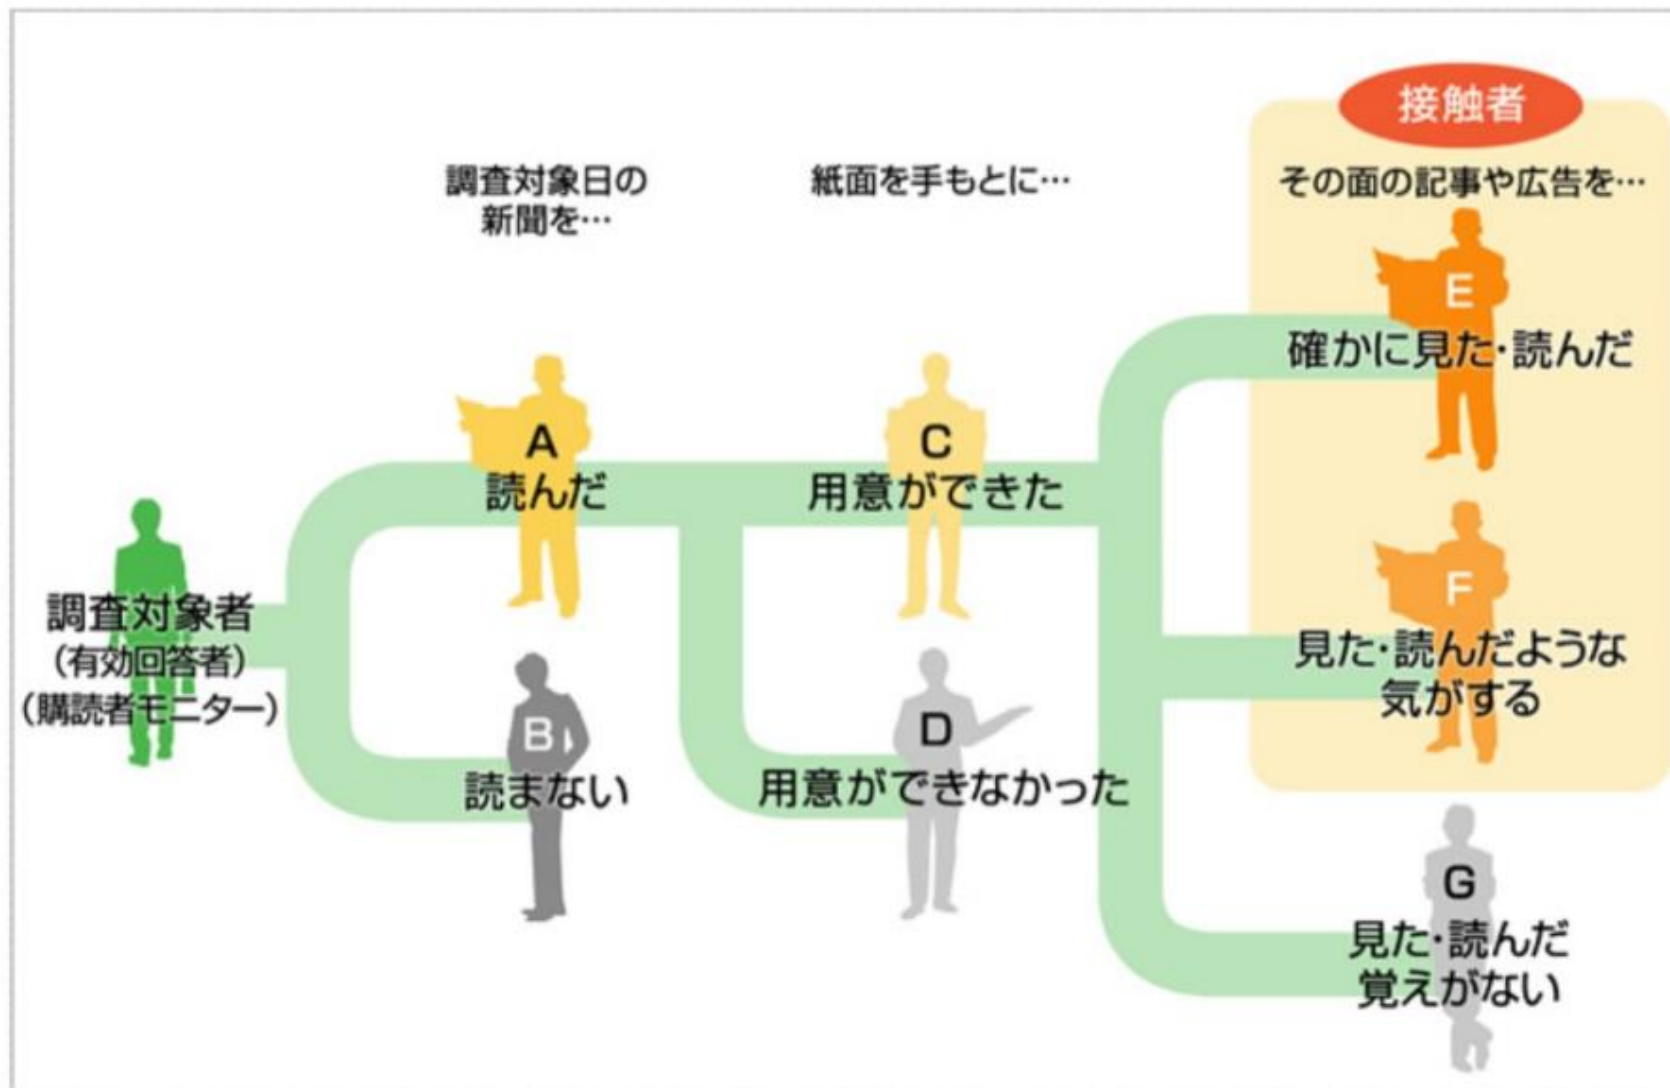 接触者
調査対象日の
新聞を…
紙面を手もとに…
その面の記事や広告を…
調査対象者
（有効回答者）
（購読者モニター）
A
読んだ
B
読まない
C
用意ができた
D
用意ができなかった
E
確かに見た・読んだ
F
見た・読んだような
気がする
G
見た・読んだ
覚えがない